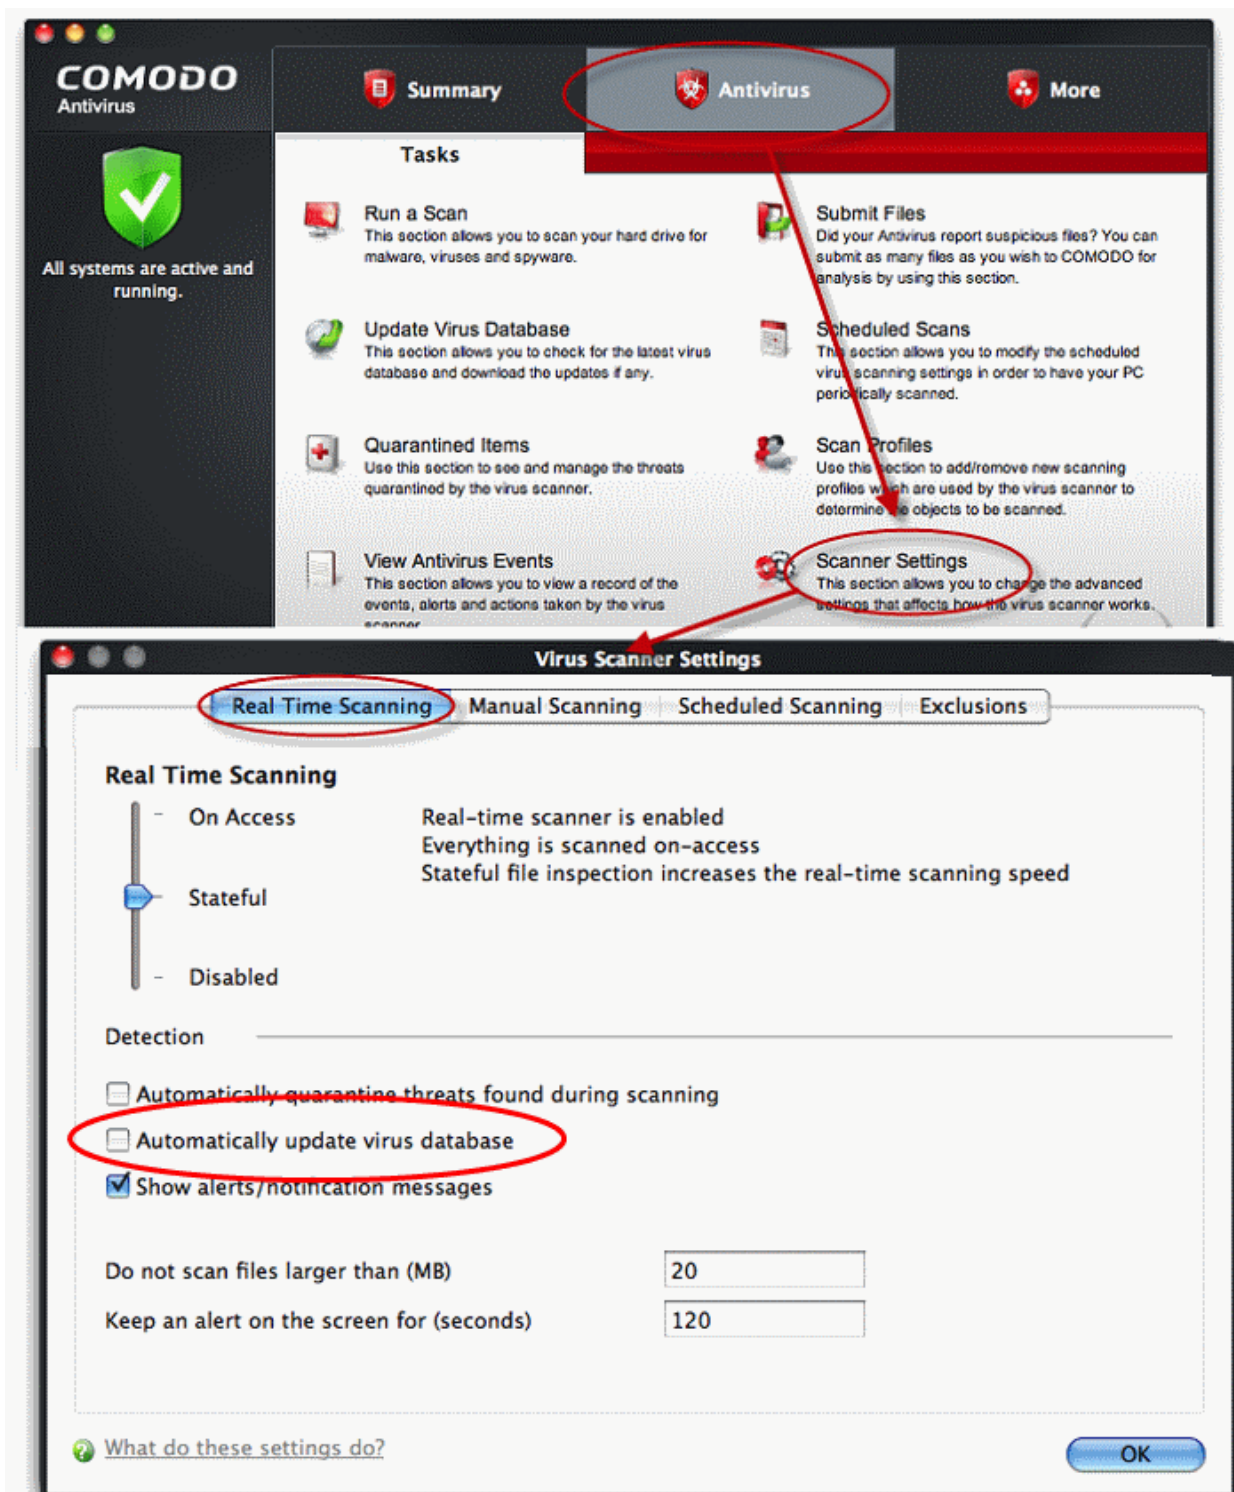 COMODO
Antivirus
Summary
Antivirus
More
Tasks
All systems are active and
running.
Run a Scan
This section allows you to scan your hard drive for
malware, viruses and spyware.
Submit Files
Did your Antivirus report suspicious files? You can
submit as many files as you wish to COMODO for
analysis by using this section.
Update Virus Database
This section allows you to check for the latest virus
database and download the updates if any.
Scheduled Scans
This section allows you to modify the scheduled
virus scanning settings in order to have your PC
periodically scanned.
Quarantined Items
Use this section to see and manage the threats
quarantined by the virus scanner.
Scan Profiles
Use this section to add/remove new scanning
profiles which are used by the virus scanner to
determine the objects to be scanned.
View Antivirus Events
This section allows you to view a record of the
events, alerts and actions taken by the virus
scanner
Scanner Settings
This section allows you to change the advanced
settings that affects how the virus scanner works.
Virus Scanner Settings
Real Time Scanning
Manual Scanning
Scheduled Scanning
Exclusions
Real Time Scanning
On Access
Stateful
Disabled
Real-time scanner is enabled
Everything is scanned on-access
Stateful file inspection increases the real-time scanning speed
Detection
Automatically quarantine threats found during scanning
Automatically update virus database
Show alerts/notification messages
Do not scan files larger than (MB) 20
Keep an alert on the screen for (seconds) 120
What do these settings do?
OK